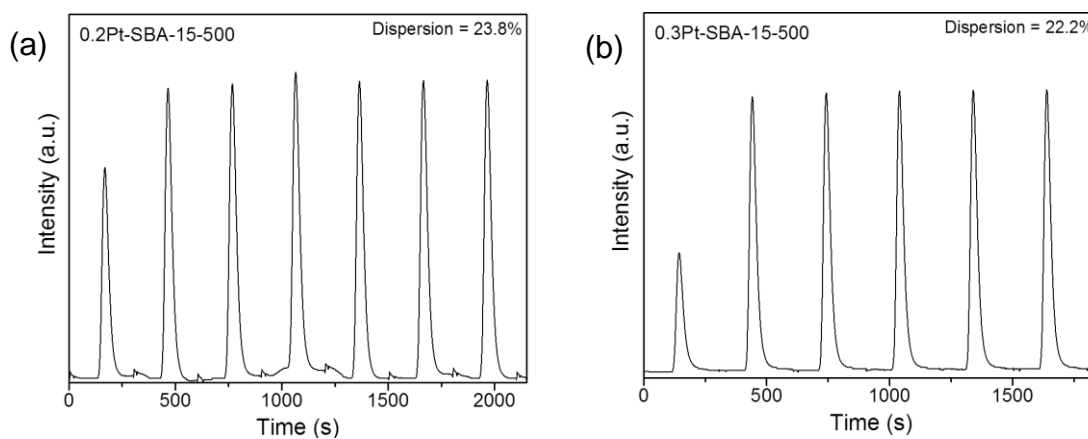 (a)
0.2Pt-SBA-15-500
Dispersion = 23.8%
Intensity (a.u.)
0 500 1000 1500 2000
Time (s)
(b)
0.3Pt-SBA-15-500
Dispersion = 22.2%
Intensity (a.u.)
0 500 1000 1500
Time (s)